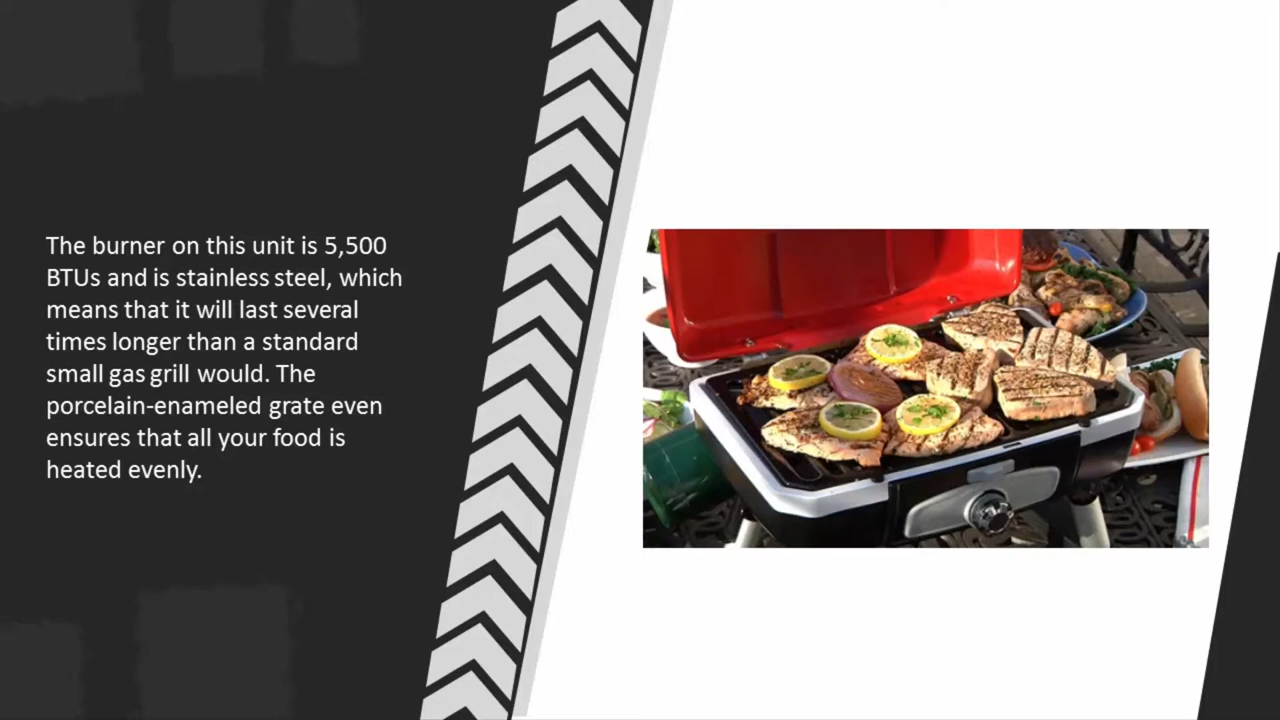 The burner on this unit is 5,500
BTUs and is stainless steel, which
means that it will last several
times longer than a standard
small gas grill would. The
porcelain-enameled grate even
ensures that all your food is
heated evenly.